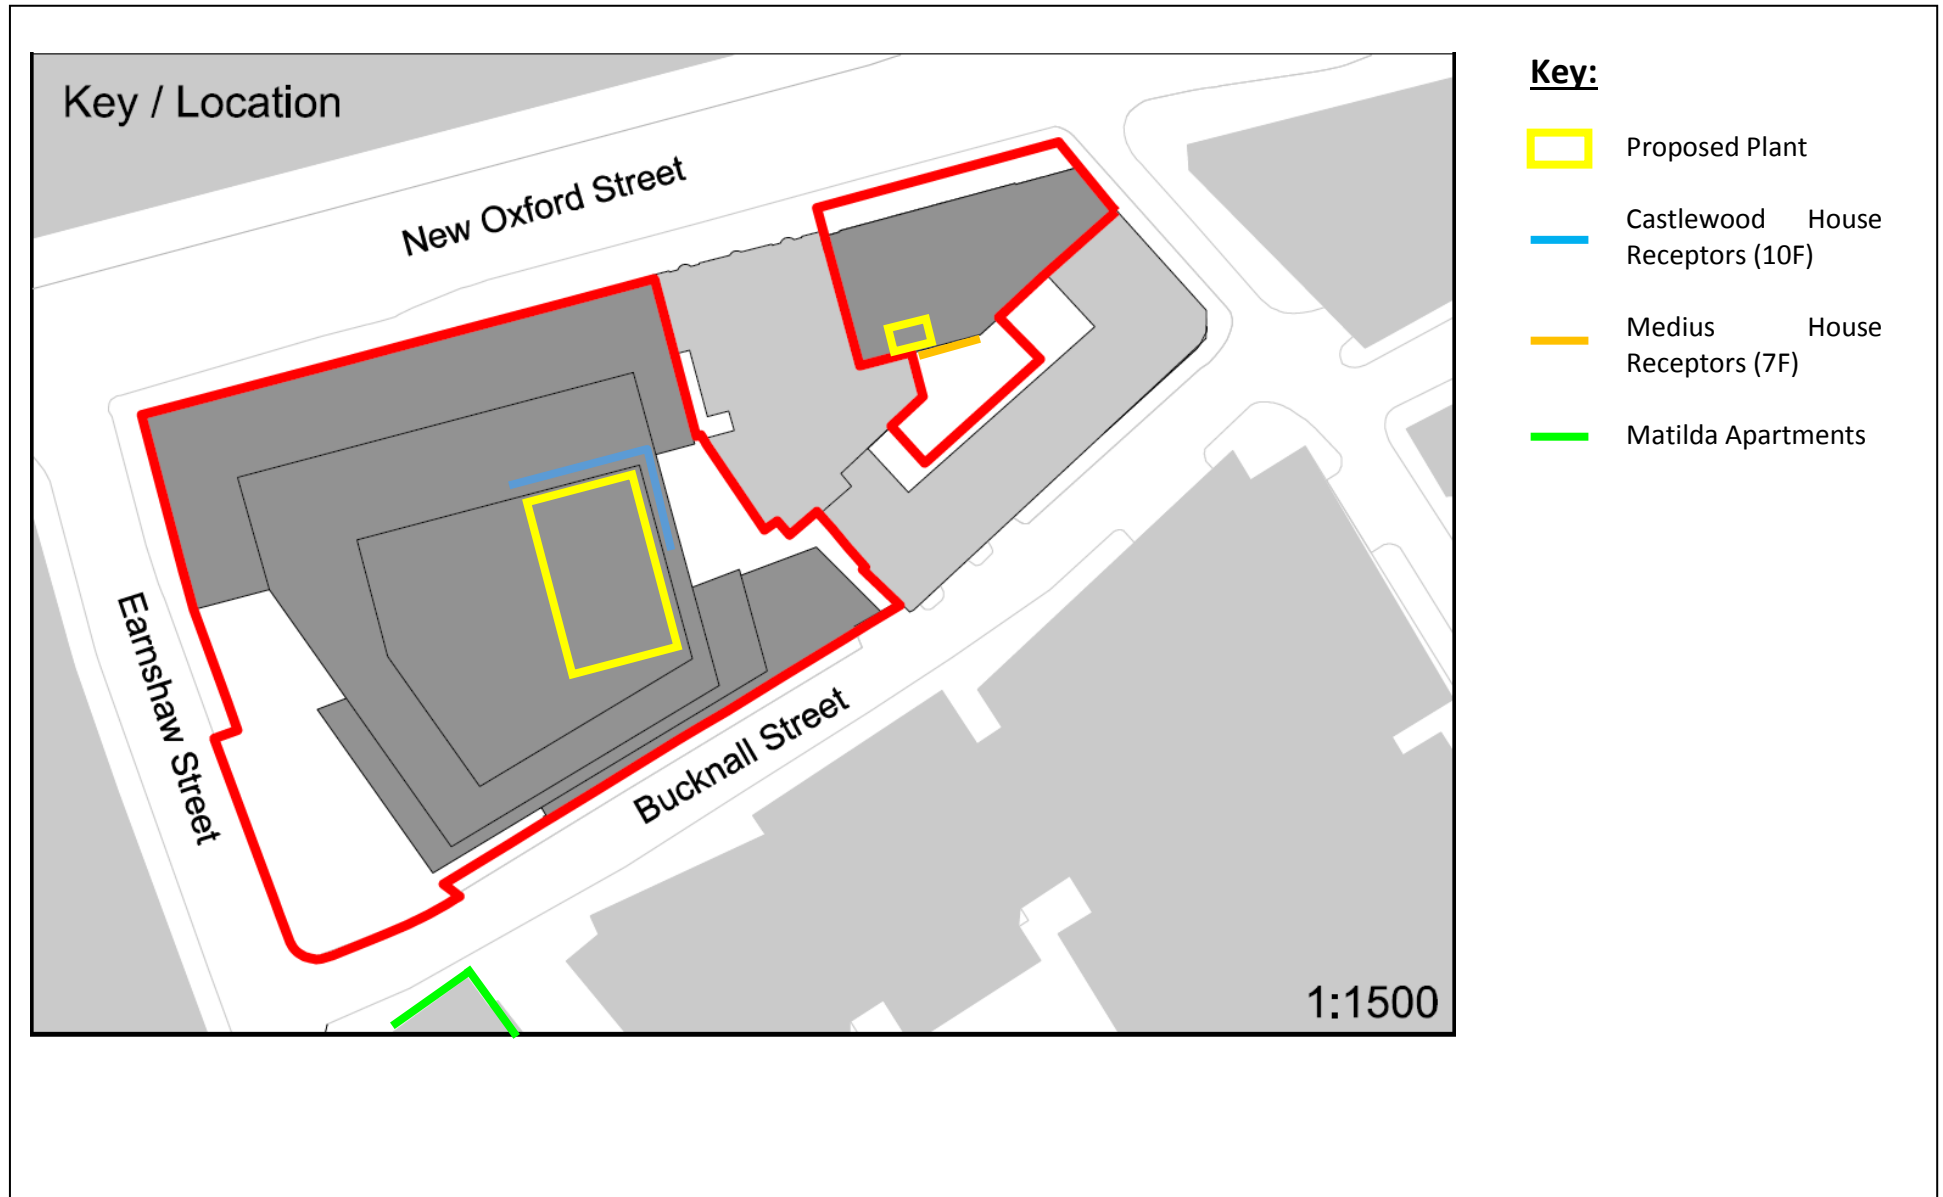 Key / Location
New Oxford Street
Earnshaw Street
Bucknall Street
1:1500
Key:
Proposed Plant
Castlewood House
Receptors (10F)
Medius House
Receptors (7F)
Matilda Apartments